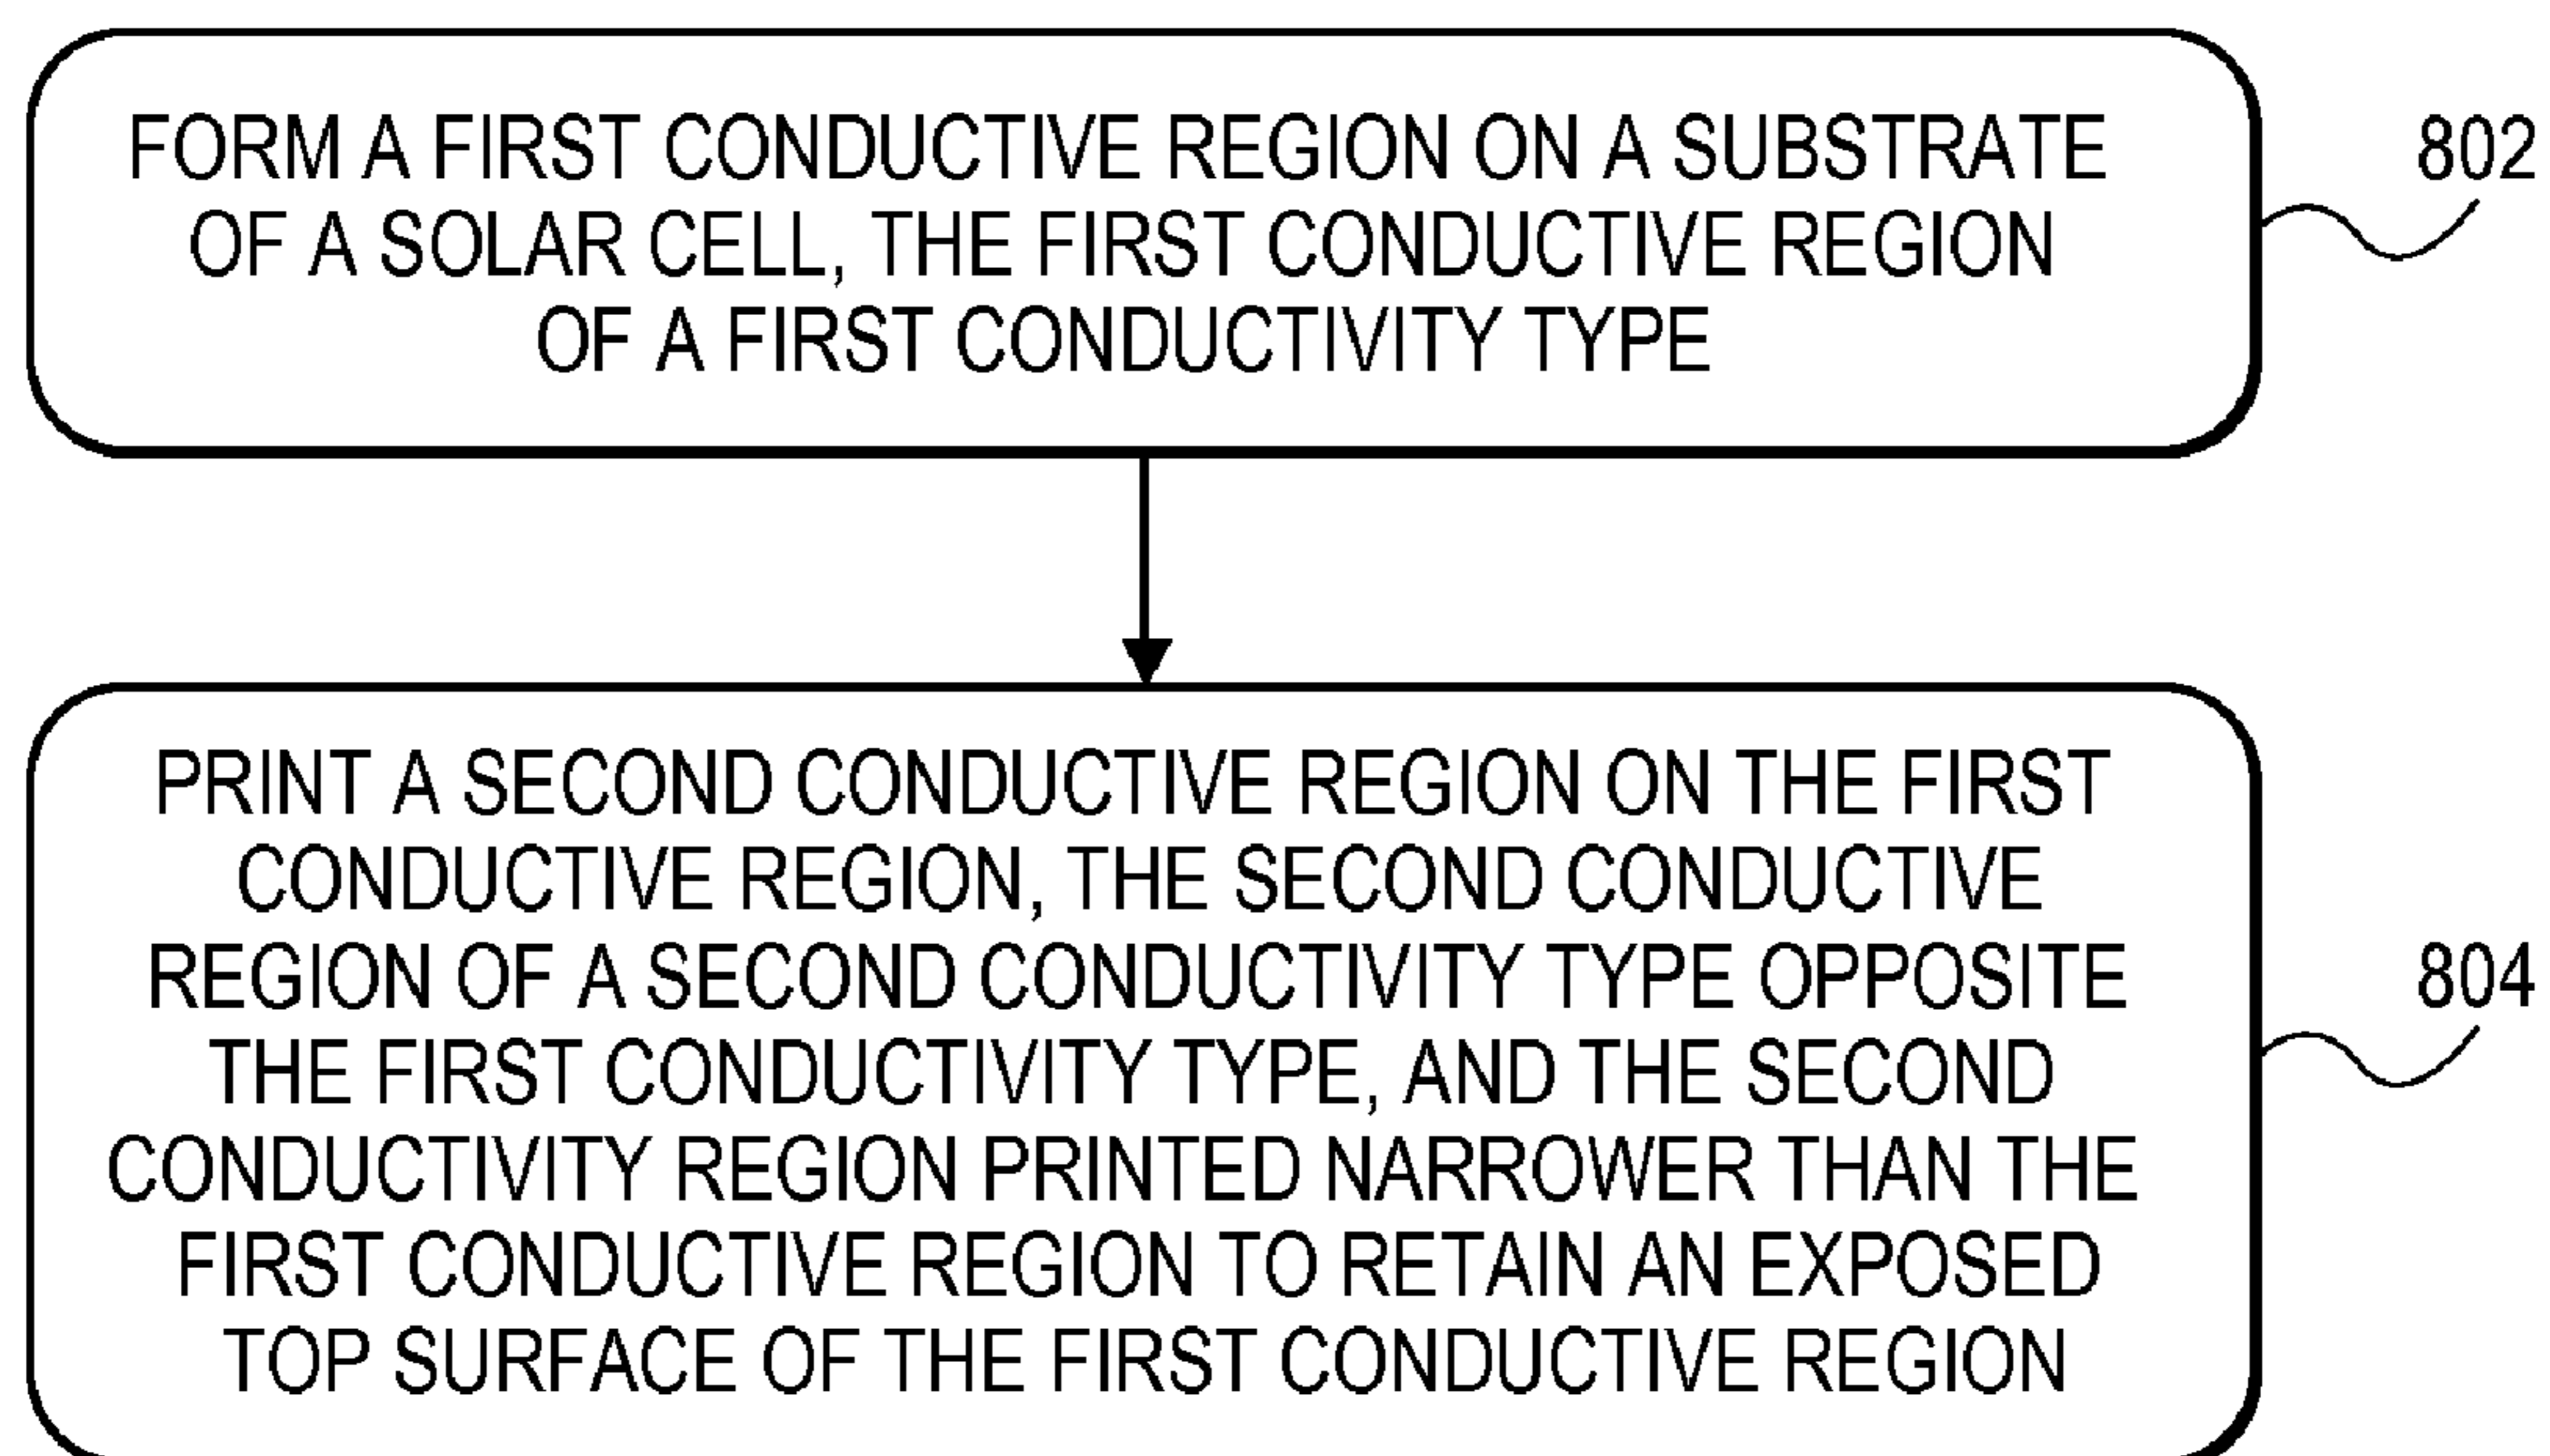 FORM A FIRST CONDUCTIVE REGION ON A SUBSTRATE
OF A SOLAR CELL, THE FIRST CONDUCTIVE REGION
OF A FIRST CONDUCTIVITY TYPE
802
PRINT A SECOND CONDUCTIVE REGION ON THE FIRST
CONDUCTIVE REGION, THE SECOND CONDUCTIVE
REGION OF A SECOND CONDUCTIVITY TYPE OPPOSITE
THE FIRST CONDUCTIVITY TYPE, AND THE SECOND
CONDUCTIVITY REGION PRINTED NARROWER THAN THE
FIRST CONDUCTIVE REGION TO RETAIN AN EXPOSED
TOP SURFACE OF THE FIRST CONDUCTIVE REGION
804